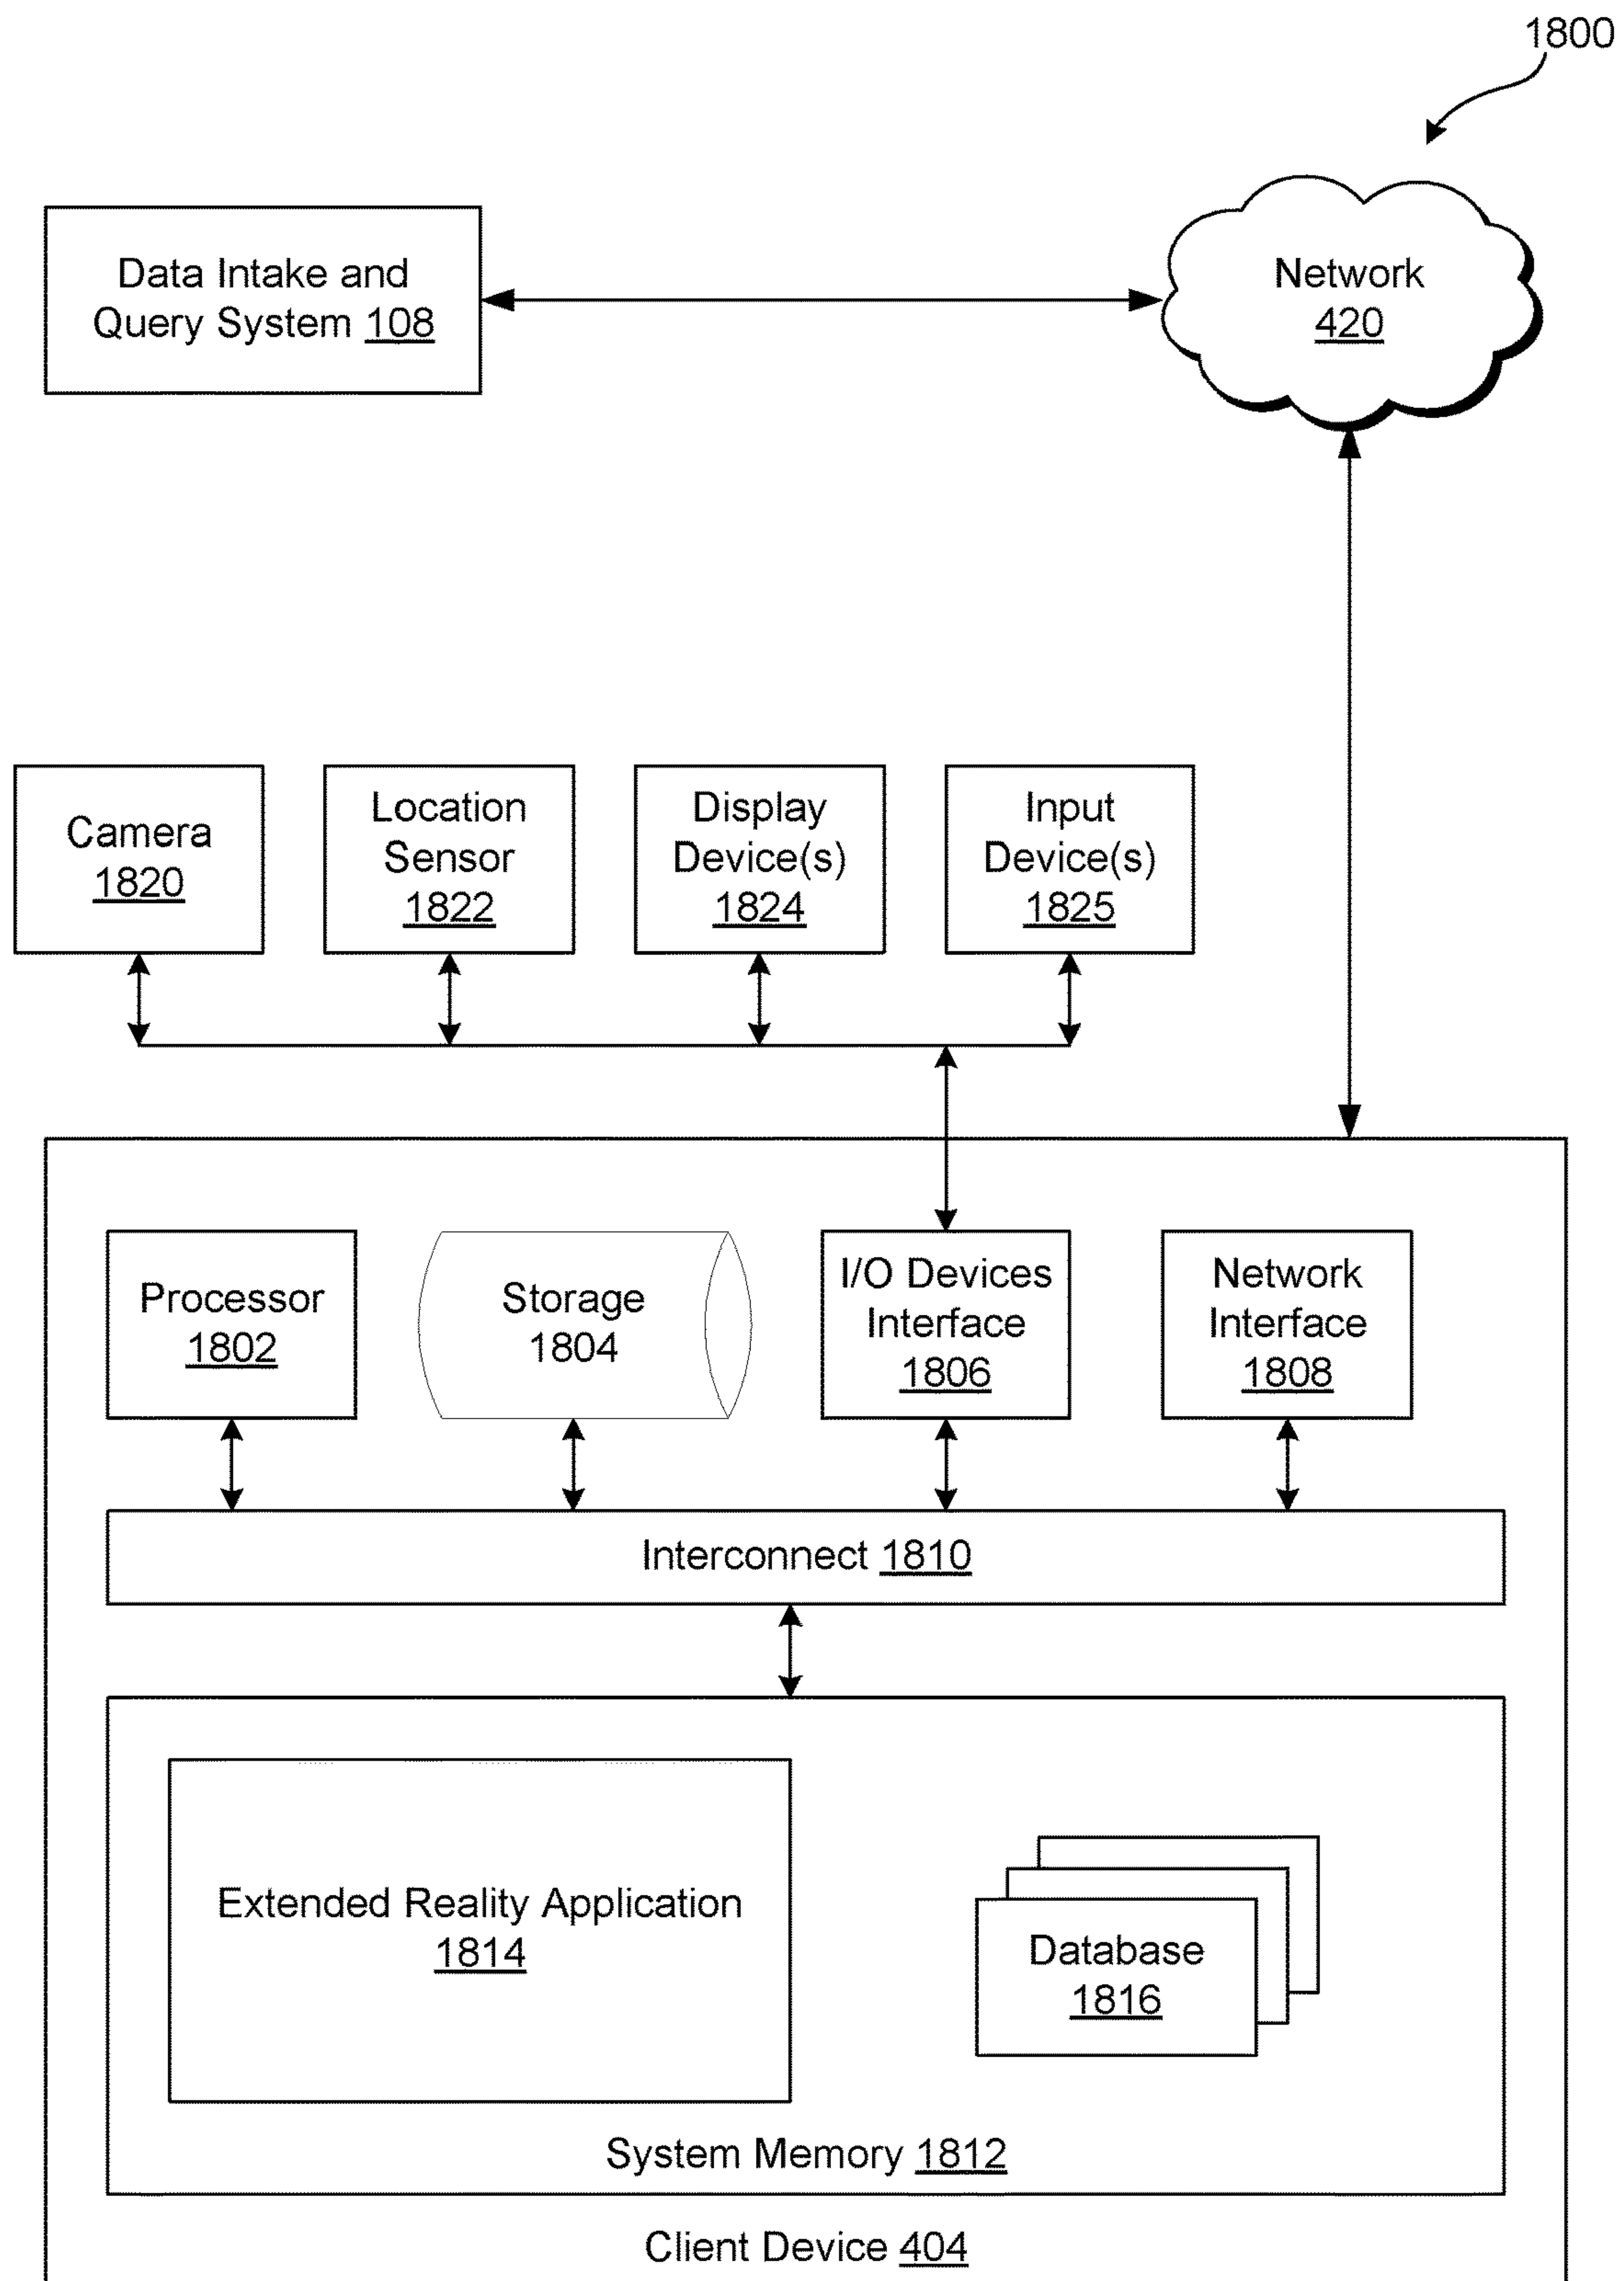 1800
Data Intake and
Query System 108
Network
420
Camera
1820
Location
Sensor
1822
Display
Device(s)
1824
Input
Device(s)
1825
Processor
1802
Storage
1804
I/O Devices
Interface
1806
Network
Interface
1808
Interconnect 1810
Extended Reality Application
1814
Database
1816
System Memory 1812
Client Device 404